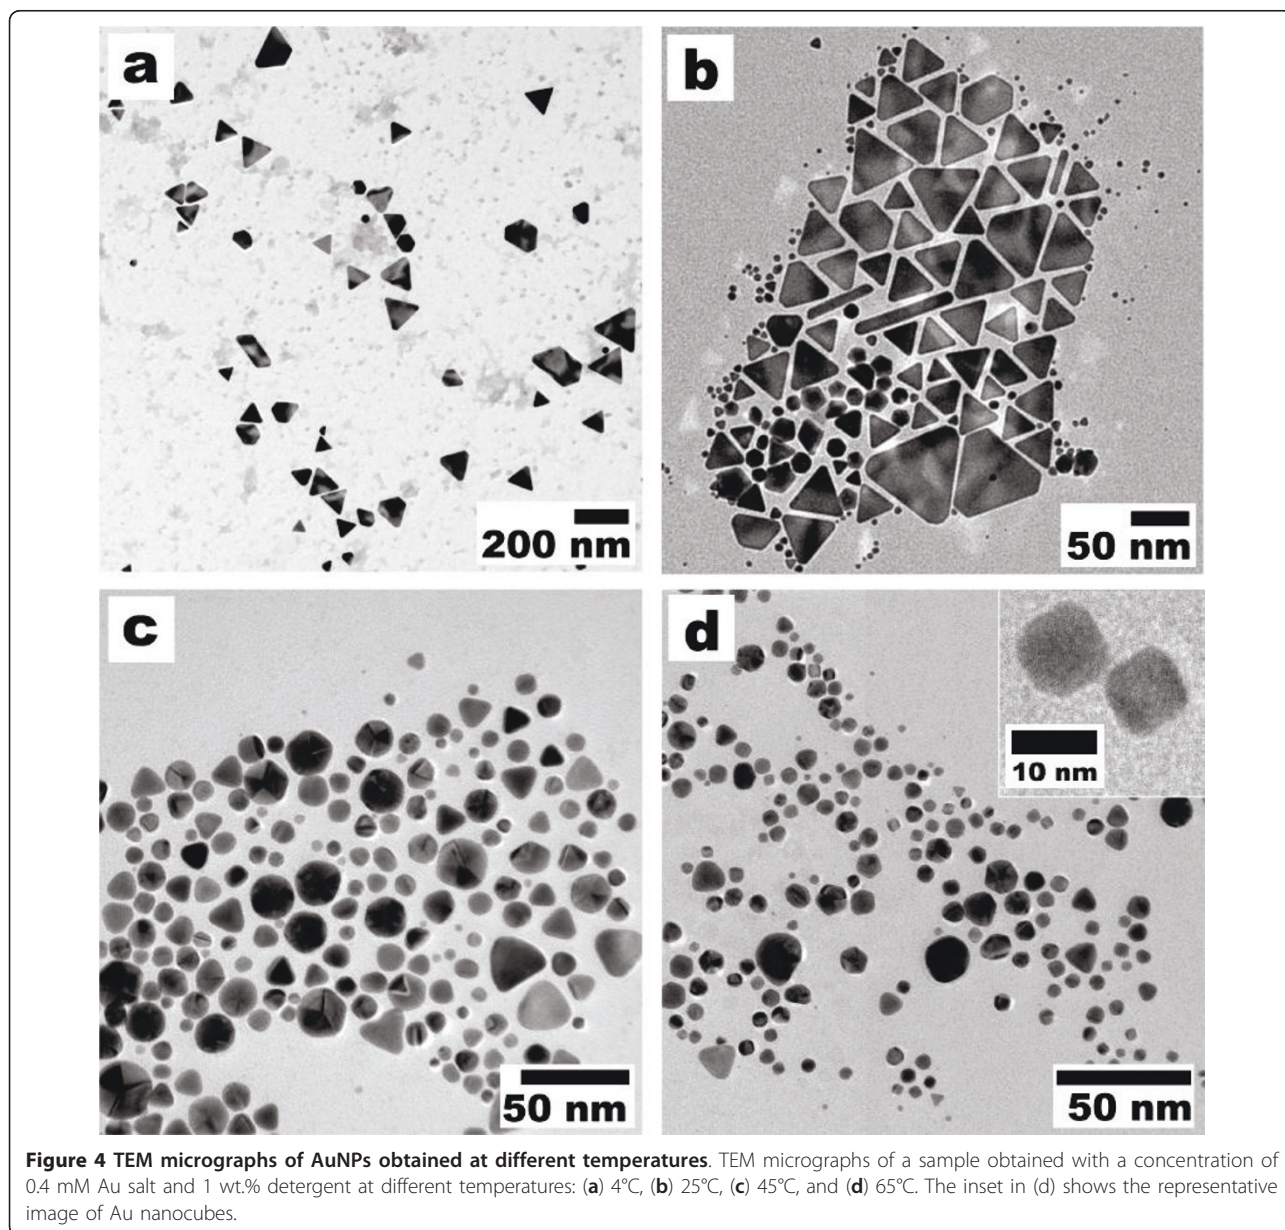 a
b
200 nm
50 nm
c
d
10 nm
50 nm
50 nm
Figure 4 TEM micrographs of AuNPs obtained at different temperatures. TEM micrographs of a sample obtained with a concentration of
0.4 mM Au salt and 1 wt.% detergent at different temperatures: (a) 4°C, (b) 25°C, (c) 45°C, and (d) 65°C. The inset in (d) shows the representative
image of Au nanocubes.